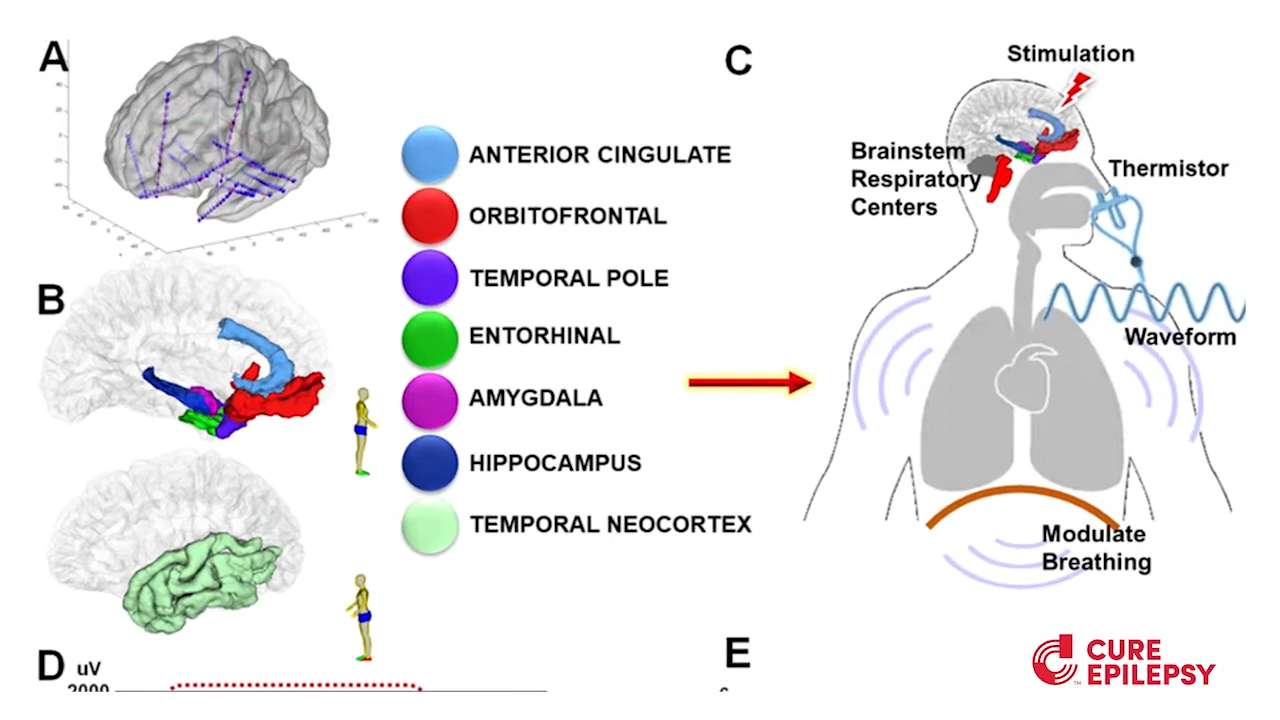 A
B
ANTERIOR CINGULATE
ORBITOFRONTAL
TEMPORAL POLE
ENTORHINAL
AMYGDALA
HIPPOCAMPUS
TEMPORAL NEOCORTEX
C
Stimulation
Brainstem
Respiratory
Centers
Thermistor
Waveform
Modulate
Breathing
D
uV
2000
E
CURE
EPILEPSY
TM